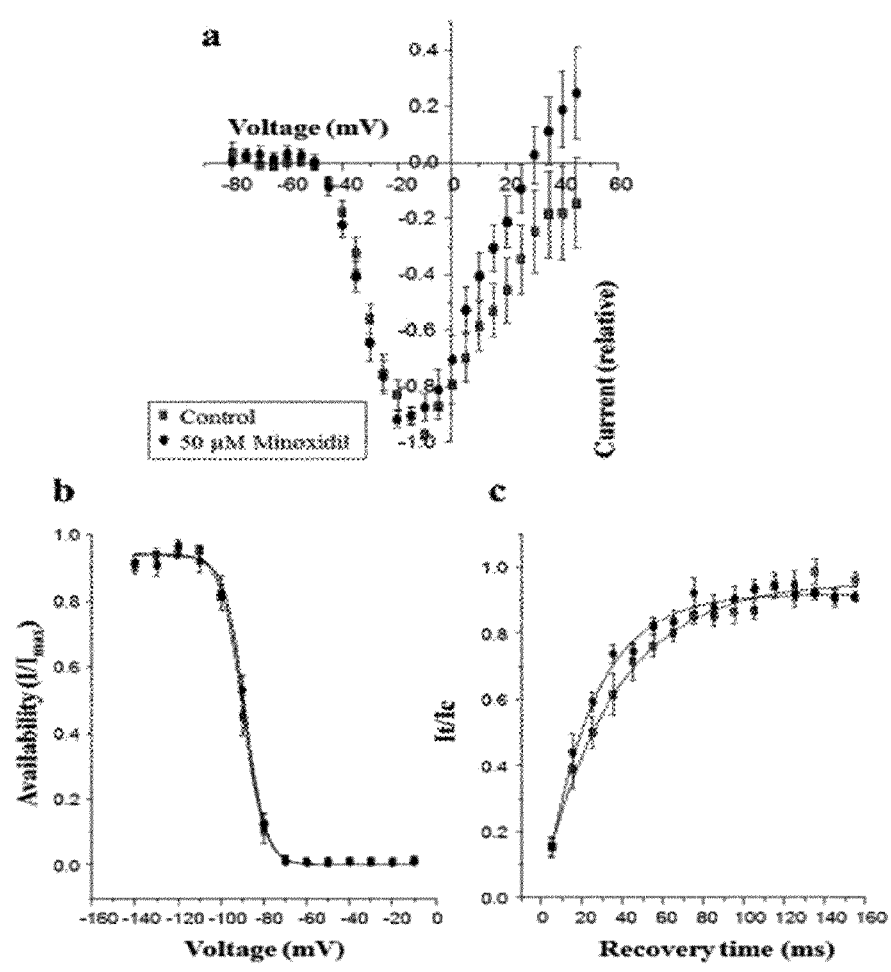 a
Voltage (mV)
0.4
0.2
0.0
-0.2
-0.4
-0.6
-0.8
-1.0
-80 -60 -40 -20 0 20 40 60
Current (relative)
Control
50 µM Minoxidil
b
Availability (I/Imax)
1.0
0.8
0.6
0.4
0.2
0.0
-160 -140 -120 -100 -80 -60 -40 -20 0
Voltage (mV)
c
It/Ic
1.0
0.8
0.6
0.4
0.2
0.0
0 20 40 60 80 100 120 140 160
Recovery time (ms)